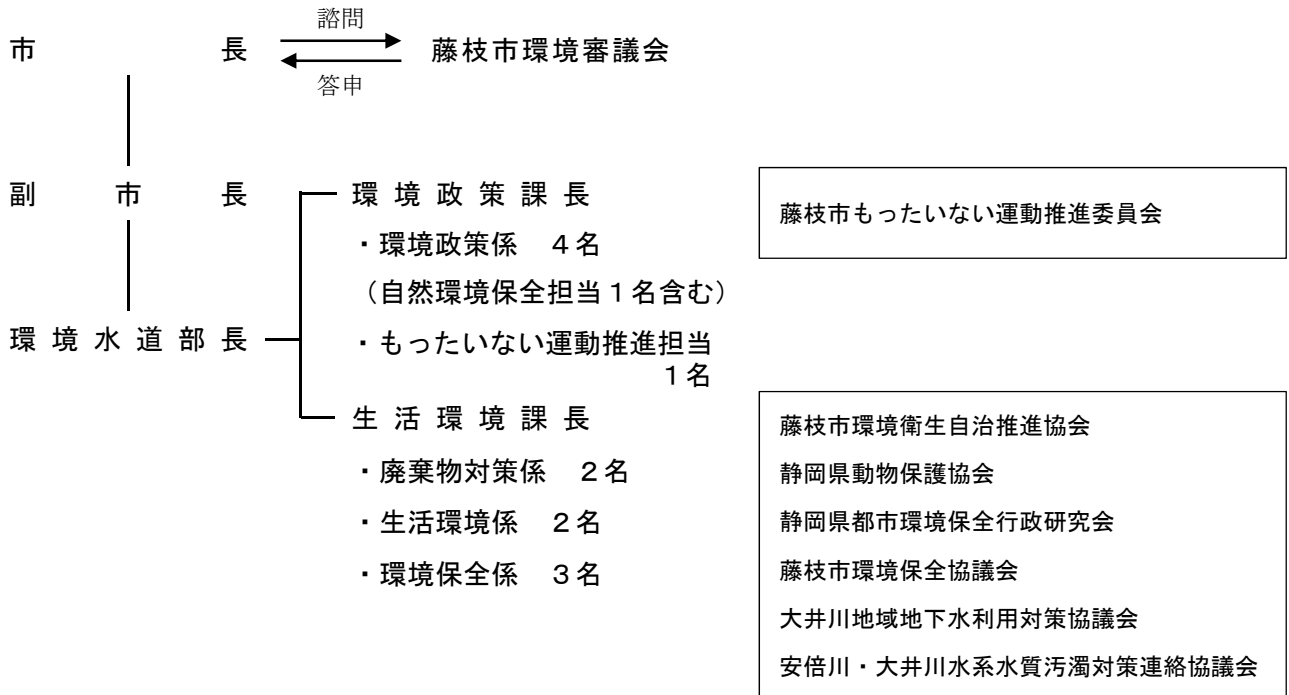 諮問
市長
藤枝市環境審議会
答申
副市長
環境政策課長
・環境政策係　４名
（自然環境保全担当１名含む）
・もったいない運動推進担当
１名
藤枝市もったいない運動推進委員会
環境水道部長
生活環境課長
・廃棄物対策係　２名
・生活環境係　２名
・環境保全係　３名
藤枝市環境衛生自治推進協会
静岡県動物保護協会
静岡県都市環境保全行政研究会
藤枝市環境保全協議会
大井川地域地下水利用対策協議会
安倍川・大井川水系水質汚濁対策連絡協議会